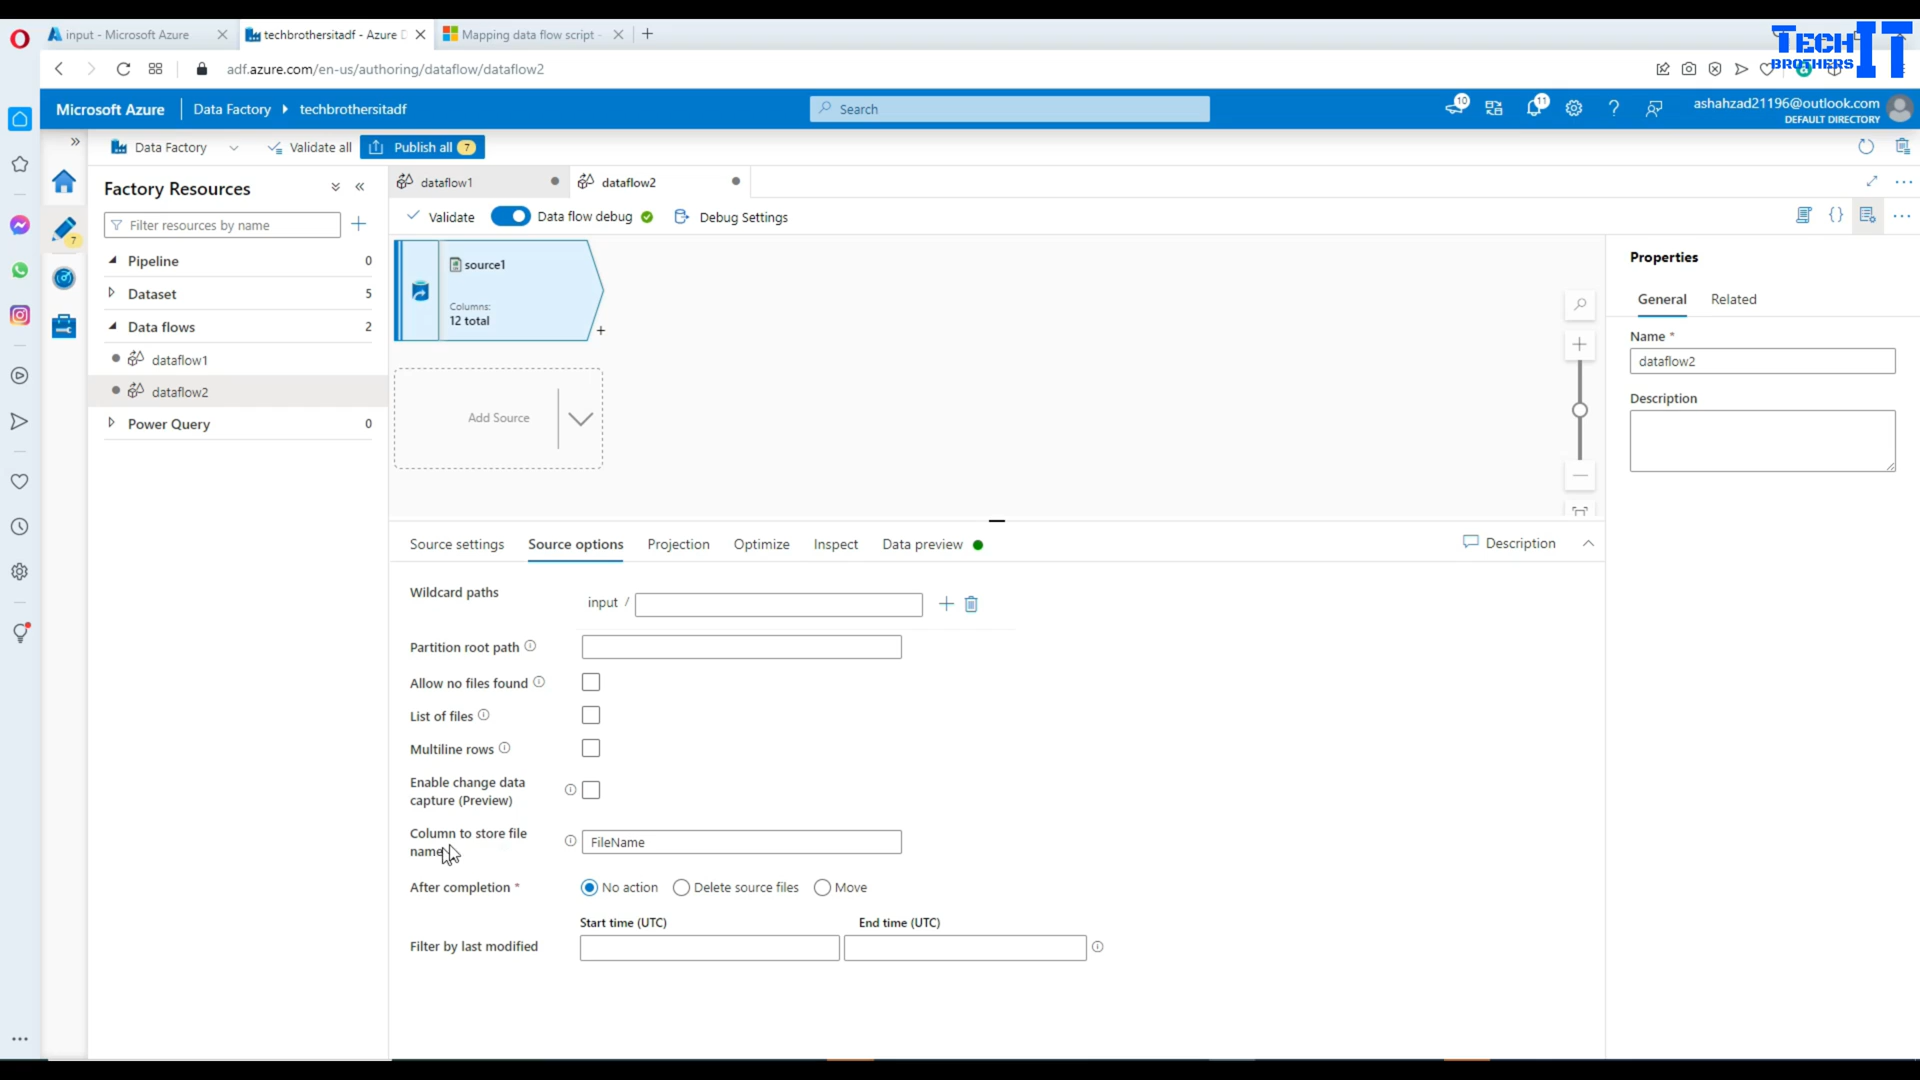 input - Microsoft Azure
techbrothersitadf - Azure D
Mapping data flow script -
TECH IT
BROTHERS
adf.azure.com/en-us/authoring/dataflow/dataflow2
Microsoft Azure
Data Factory
techbrothersitadf
Search
10
11
ashahzad21196@outlook.com
DEFAULT DIRECTORY
Data Factory
Validate all
Publish all 7
Factory Resources
dataflow1
dataflow2
Filter resources by name
Validate
Data flow debug
Debug Settings
7
Pipeline 0
Dataset 5
Data flows 2
dataflow1
dataflow2
Power Query 0
source1
Columns:
12 total
Add Source
Properties
General
Related
Name *
dataflow2
Description
Source settings
Source options
Projection
Optimize
Inspect
Data preview
Description
Wildcard paths
input /
Partition root path
Allow no files found
List of files
Multiline rows
Enable change data
capture (Preview)
Column to store file
name
FileName
After completion *
No action
Delete source files
Move
Start time (UTC)
End time (UTC)
Filter by last modified